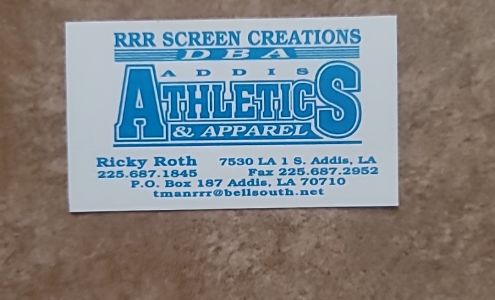 RRR SCREEN CREATIONS
DBA
ADDIS
ATHLETICS
& APPAREL
Ricky Roth 7530 LA 1 S. Addis, LA
225.687.1845 Fax 225.687.2952
P.O. Box 187 Addis, LA 70710
tmanrrr@bellsouth.net